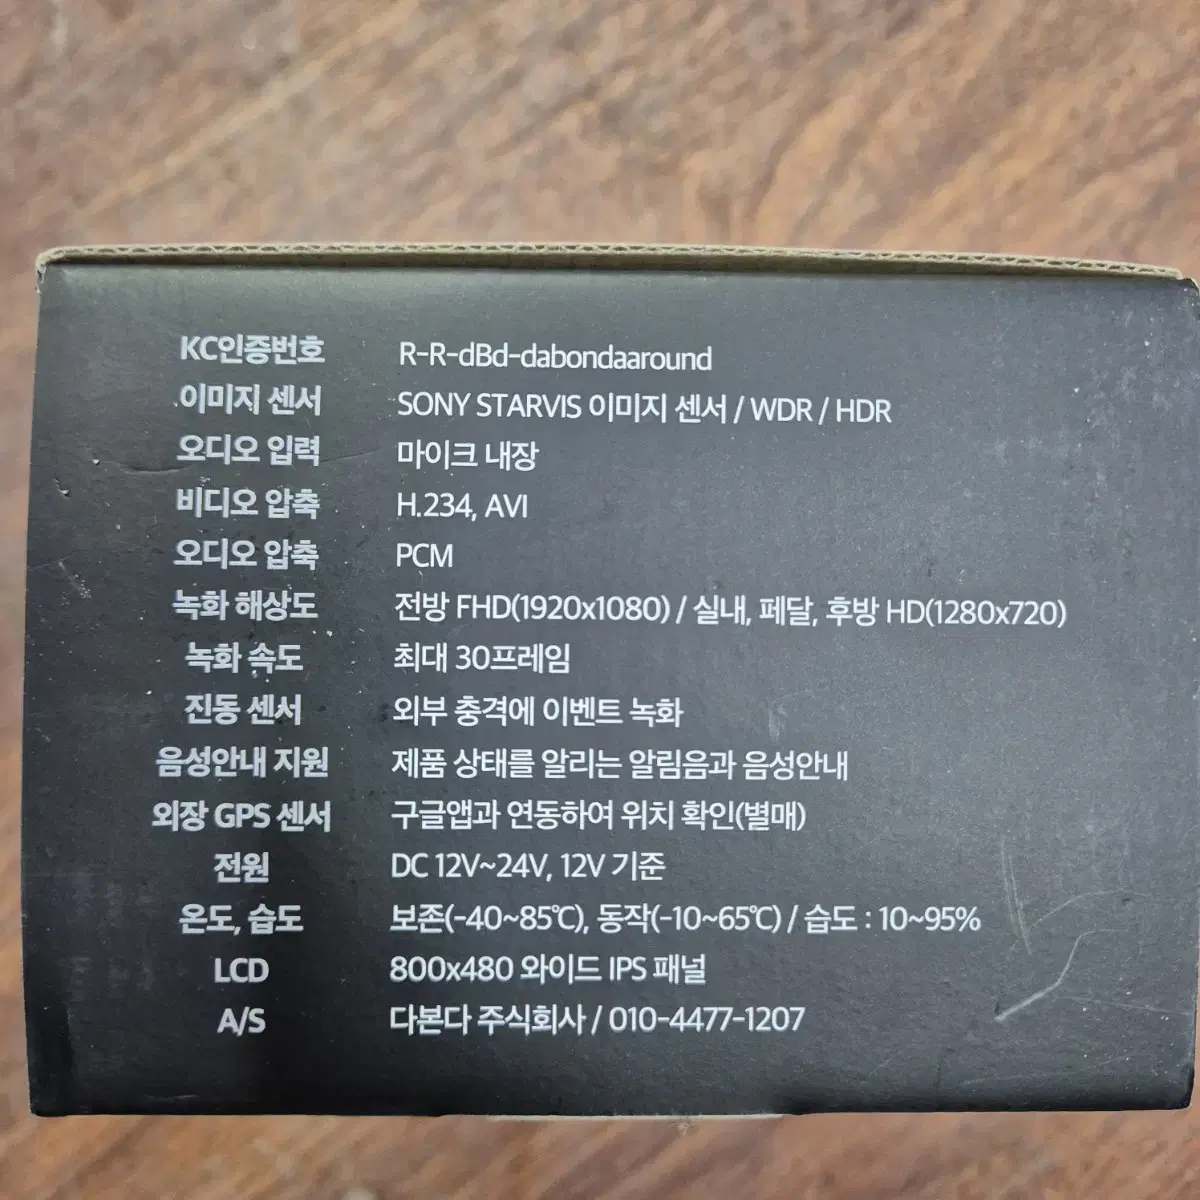 KC인증번호 R-R-dBd-dabondaaround
이미지 센서 SONY STARVIS 이미지 센서 / WDR / HDR
오디오 입력 마이크 내장
비디오 압축 H.234, AVI
오디오 압축 PCM
녹화 해상도 전방 FHD(1920x1080) / 실내, 페달, 후방 HD(1280x720)
녹화 속도 최대 30프레임
진동 센서 외부 충격에 이벤트 녹화
음성안내 지원 제품 상태를 알리는 알림음과 음성안내
외장 GPS 센서 구글앱과 연동하여 위치 확인(별매)
전원 DC 12V~24V, 12V 기준
온도, 습도 보존(-40~85℃), 동작(-10~65℃) / 습도 : 10~95%
LCD 800x480 와이드 IPS 패널
A/S 다본다 주식회사 / 010-4477-1207